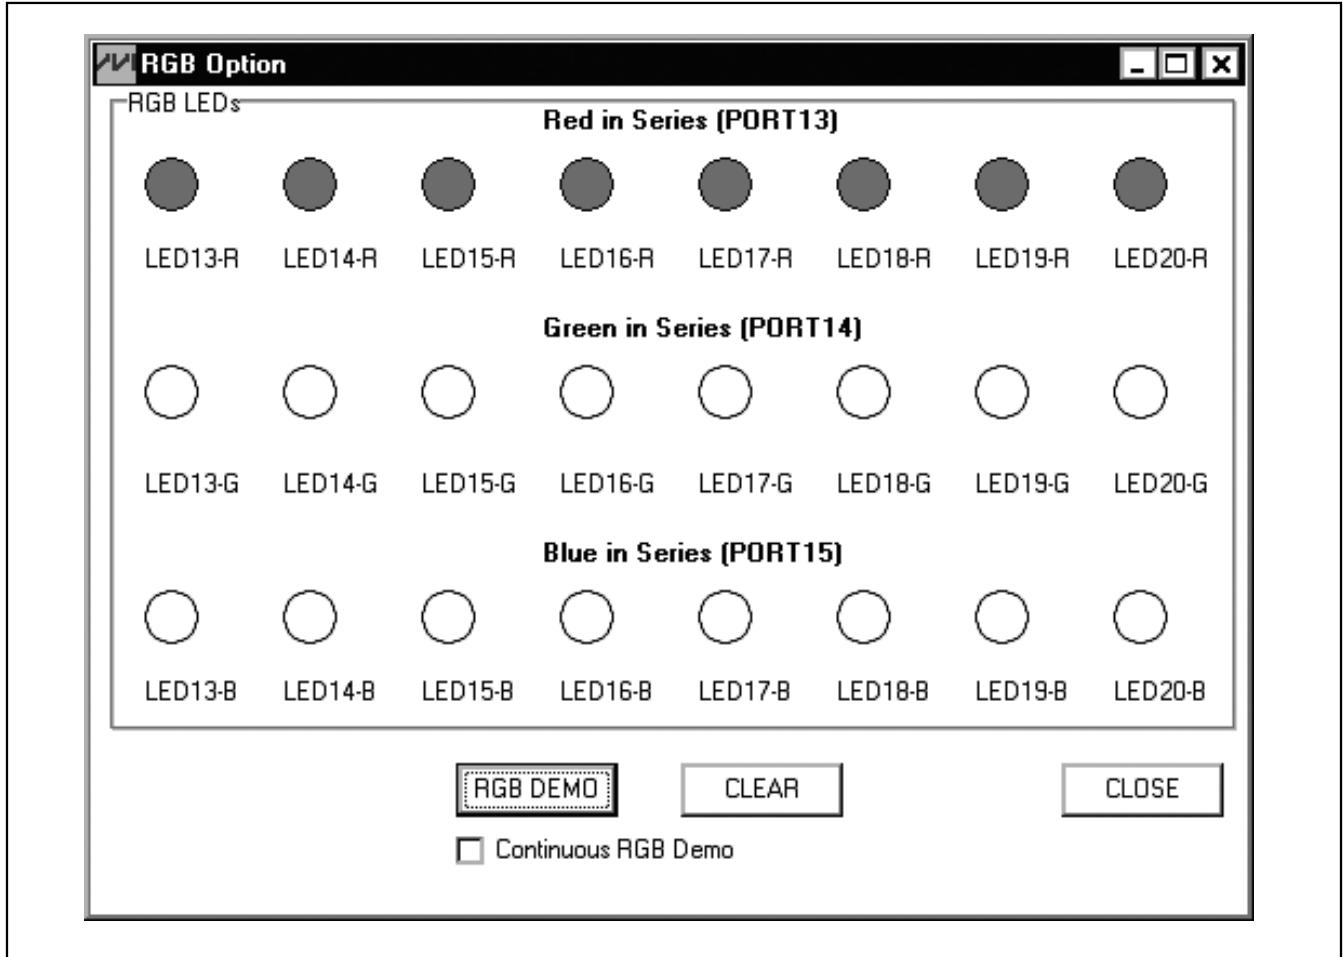 RGB Option
RGB LEDs
Red in Series (PORT13)
LED13-R LED14-R LED15-R LED16-R LED17-R LED18-R LED19-R LED20-R
Green in Series (PORT14)
LED13-G LED14-G LED15-G LED16-G LED17-G LED18-G LED19-G LED20-G
Blue in Series (PORT15)
LED13-B LED14-B LED15-B LED16-B LED17-B LED18-B LED19-B LED20-B
RGB DEMO CLEAR CLOSE
Continuous RGB Demo